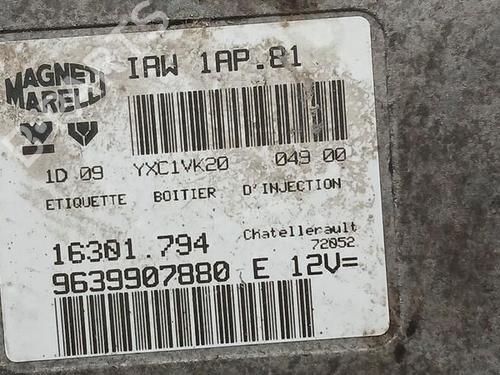 MAGNETI MARELLI
IAW 1AP.81
1D 09 YXC1VK20 049 00
ETIQUETTE BOITIER D'INJECTION
16301.794
Chatellerault
72052
9639907880 E 12V=